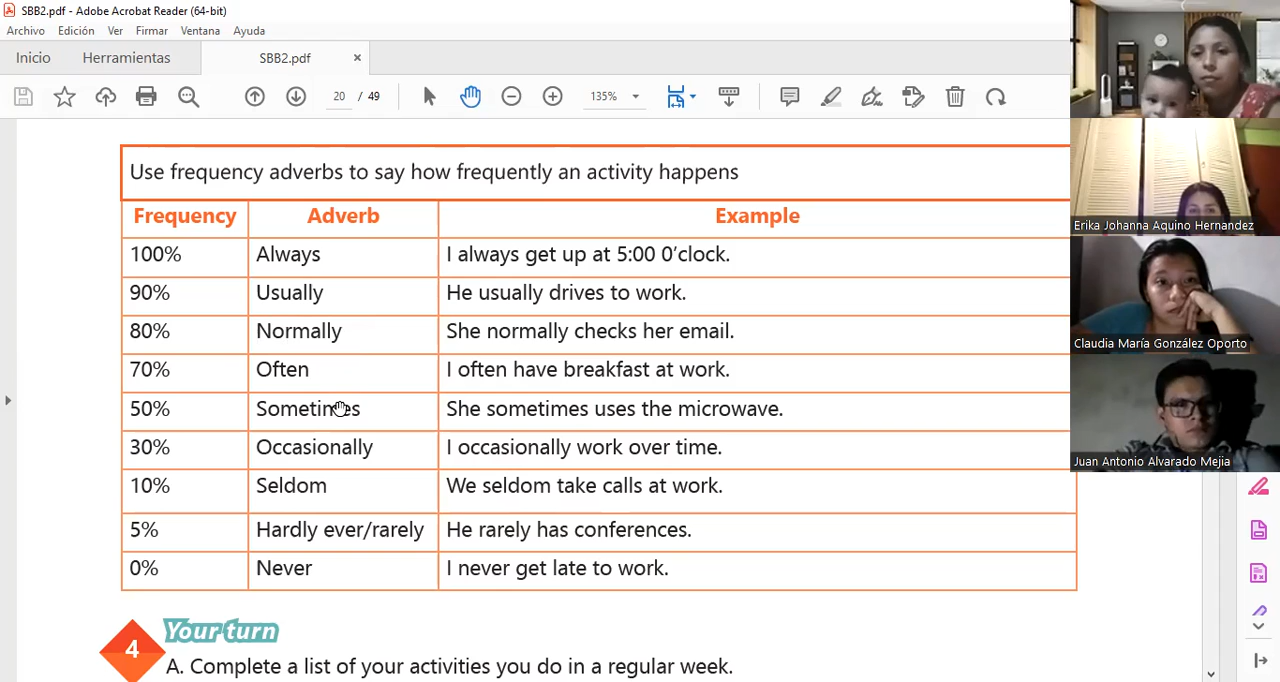 SBB2.pdf - Adobe Acrobat Reader (64-bit)
Archivo Edición Ver Firmar Ventana Ayuda
Inicio Herramientas SBB2.pdf ×
20 / 49 135%
Use frequency adverbs to say how frequently an activity happens
Frequency Adverb Example
100% Always I always get up at 5:00 0’clock.
90% Usually He usually drives to work.
80% Normally She normally checks her email.
70% Often I often have breakfast at work.
50% Sometimes She sometimes uses the microwave.
30% Occasionally I occasionally work over time.
10% Seldom We seldom take calls at work.
5% Hardly ever/rarely He rarely has conferences.
0% Never I never get late to work.
4 Your turn
A. Complete a list of your activities you do in a regular week.
Erika Johanna Aquino Hernandez
Claudia María González Oporto
Juan Antonio Alvarado Mejia